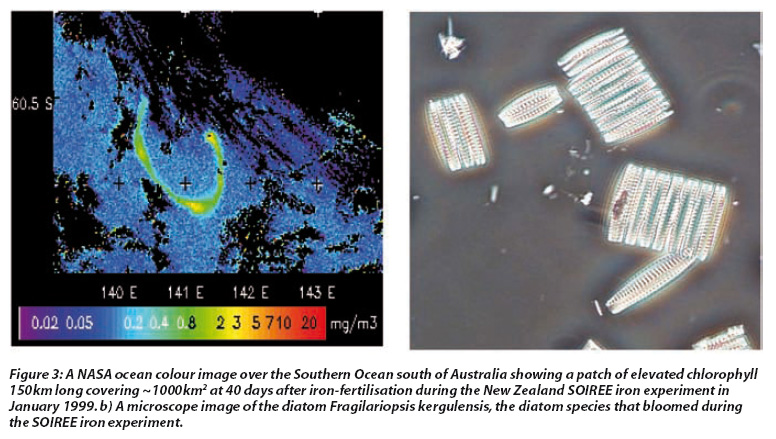 60.5 S
140 E 141 E 142 E 143 E
0.02 0.05 0.2 0.4 0.8 2 3 5 7 10 20 mg/m3
Figure 3: A NASA ocean colour image over the Southern Ocean south of Australia showing a patch of elevated chlorophyll
150km long covering ~1000km² at 40 days after iron-fertilisation during the New Zealand SOIREE iron experiment in
January 1999. b) A microscope image of the diatom Fragilariopsis kergulensis, the diatom species that bloomed during
the SOIREE iron experiment.